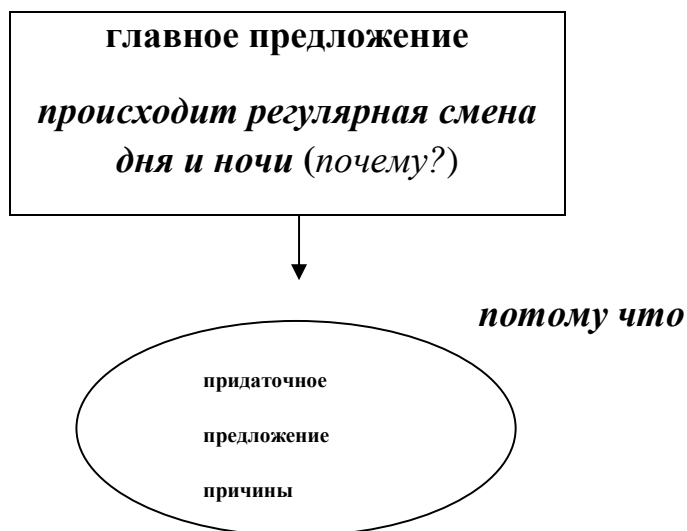 главное предложение
происходит регулярная смена
дня и ночи (почему?)
потому что
придаточное
предложение
причины